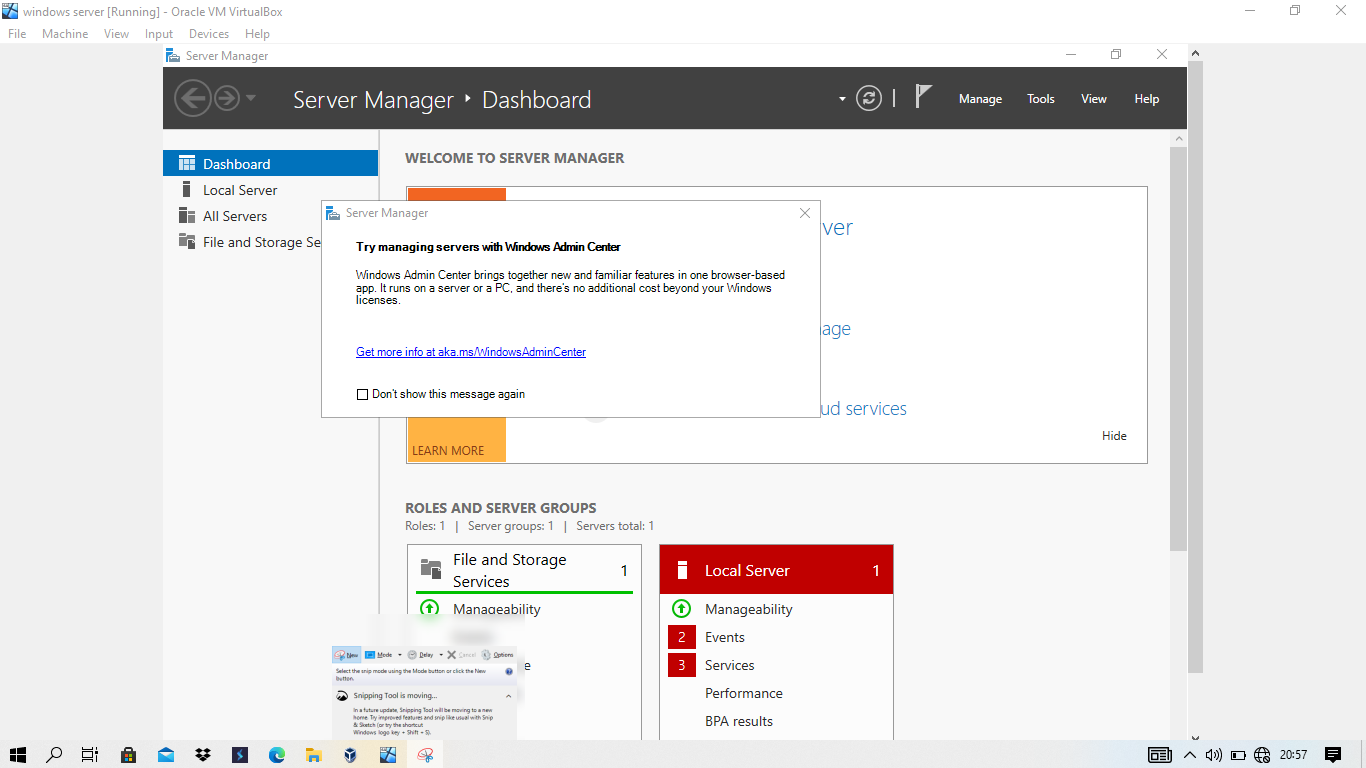 windows server [Running] - Oracle VM VirtualBox
File Machine View Input Devices Help
Server Manager
Server Manager Dashboard
Manage Tools View Help
Dashboard
Local Server
All Servers
File and Storage Se
WELCOME TO SERVER MANAGER
ver
Server Manager
Try managing servers with Windows Admin Center
Windows Admin Center brings together new and familiar features in one browser-based
app. It runs on a server or a PC, and there's no additional cost beyond your Windows
licenses.
Get more info at aka.ms/WindowsAdminCenter
Don't show this message again
nage
ud services
Hide
LEARN MORE
ROLES AND SERVER GROUPS
Roles: 1 | Server groups: 1 | Servers total: 1
File and Storage
Services
1
Manageability
e
Local Server 1
Manageability
2 Events
3 Services
Performance
BPA results
New Mode Delay Cancel Options
Select the snip mode using the Mode button or click the New
button.
Snipping Tool is moving...
In a future update, Snipping Tool will be moving to a new
home. Try improved features and snip like usual with Snip
& Sketch (or try the shortcut
Windows logo key + Shift + S).
20:57